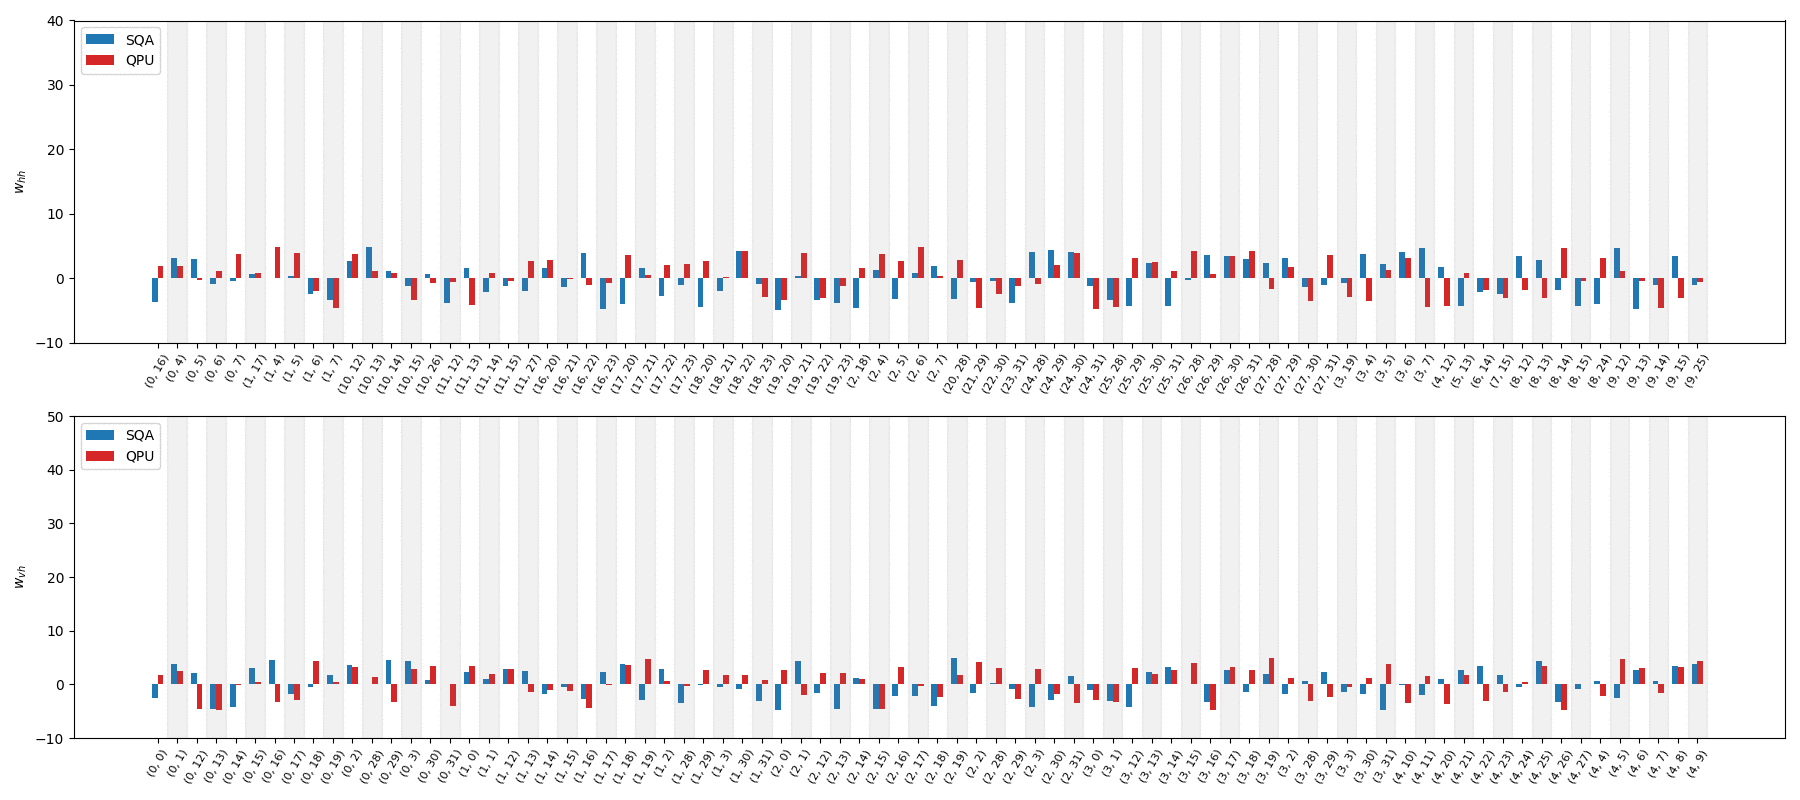 40
30
20
10
0
−10
w_hh
SQA
QPU
(0, 16) (0, 4) (0, 5) (0, 6) (0, 7) (1, 17) (1, 4) (1, 5) (1, 6) (1, 7) (10, 12) (10, 13) (10, 14) (10, 15) (10, 26) (11, 12) (11, 13) (11, 14) (11, 15) (11, 27) (16, 20) (16, 21) (16, 22) (16, 23) (17, 20) (17, 21) (17, 22) (17, 23) (18, 20) (18, 21) (18, 22) (18, 23) (19, 20) (19, 21) (19, 22) (19, 23) (2, 18) (2, 4) (2, 5) (2, 6) (2, 7) (20, 28) (21, 29) (22, 30) (23, 31) (24, 28) (24, 29) (24, 30) (24, 31) (25, 28) (25, 29) (25, 30) (25, 31) (26, 28) (26, 29) (26, 30) (26, 31) (27, 28) (27, 29) (27, 30) (27, 31) (3, 19) (3, 4) (3, 5) (3, 6) (3, 7) (4, 12) (5, 13) (6, 14) (7, 15) (8, 12) (8, 13) (8, 14) (8, 15) (8, 24) (9, 12) (9, 13) (9, 14) (9, 15) (9, 25)
50
40
30
20
10
0
−10
w_vh
SQA
QPU
(0, 0) (0, 1) (0, 12) (0, 13) (0, 14) (0, 15) (0, 16) (0, 17) (0, 18) (0, 19) (0, 2) (0, 28) (0, 29) (0, 3) (0, 30) (0, 31) (1, 0) (1, 1) (1, 12) (1, 13) (1, 14) (1, 15) (1, 16) (1, 17) (1, 18) (1, 19) (1, 2) (1, 28) (1, 29) (1, 3) (1, 30) (1, 31) (2, 0) (2, 1) (2, 12) (2, 13) (2, 14) (2, 15) (2, 16) (2, 17) (2, 18) (2, 19) (2, 2) (2, 28) (2, 29) (2, 3) (2, 30) (2, 31) (3, 0) (3, 1) (3, 12) (3, 13) (3, 14) (3, 15) (3, 16) (3, 17) (3, 18) (3, 19) (3, 2) (3, 28) (3, 29) (3, 3) (3, 30) (3, 31) (4, 10) (4, 11) (4, 20) (4, 21) (4, 22) (4, 23) (4, 24) (4, 25) (4, 26) (4, 27) (4, 4) (4, 5) (4, 6) (4, 7) (4, 8) (4, 9)